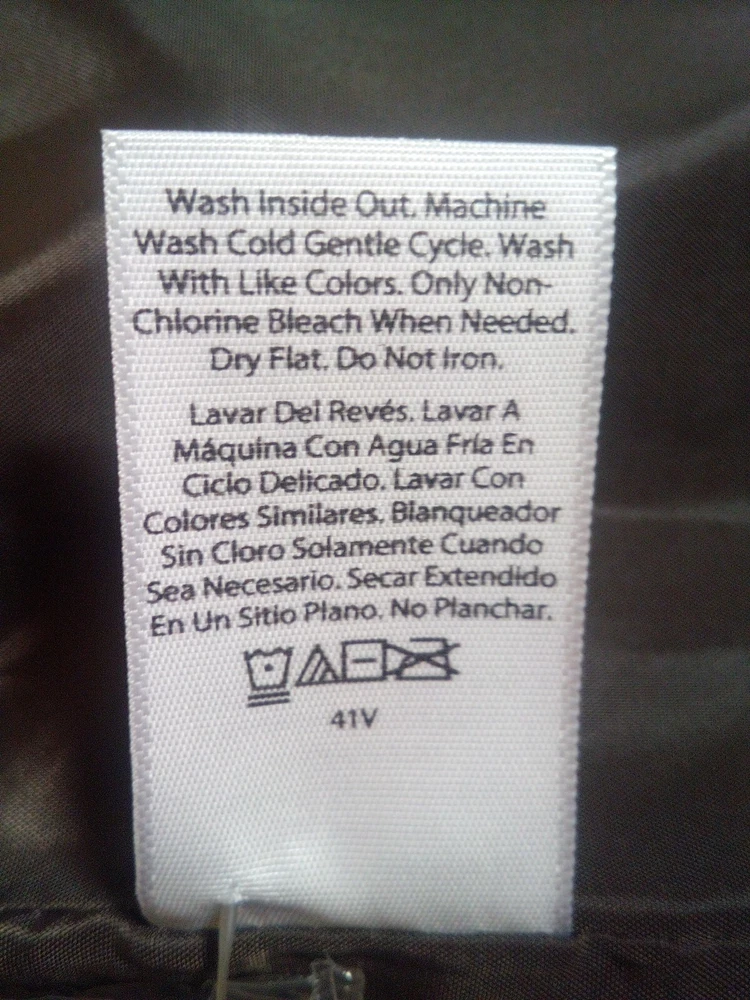 Wash Inside Out. Machine
Wash Cold Gentle Cycle. Wash
With Like Colors. Only Non-
Chlorine Bleach When Needed.
Dry Flat. Do Not Iron.
Lavar Del Revés. Lavar A
Máquina Con Agua Fría En
Ciclo Delicado. Lavar Con
Colores Similares. Blanqueador
Sin Cloro Solamente Cuando
Sea Necesario. Secar Extendido
En Un Sitio Plano. No Planchar.
41V